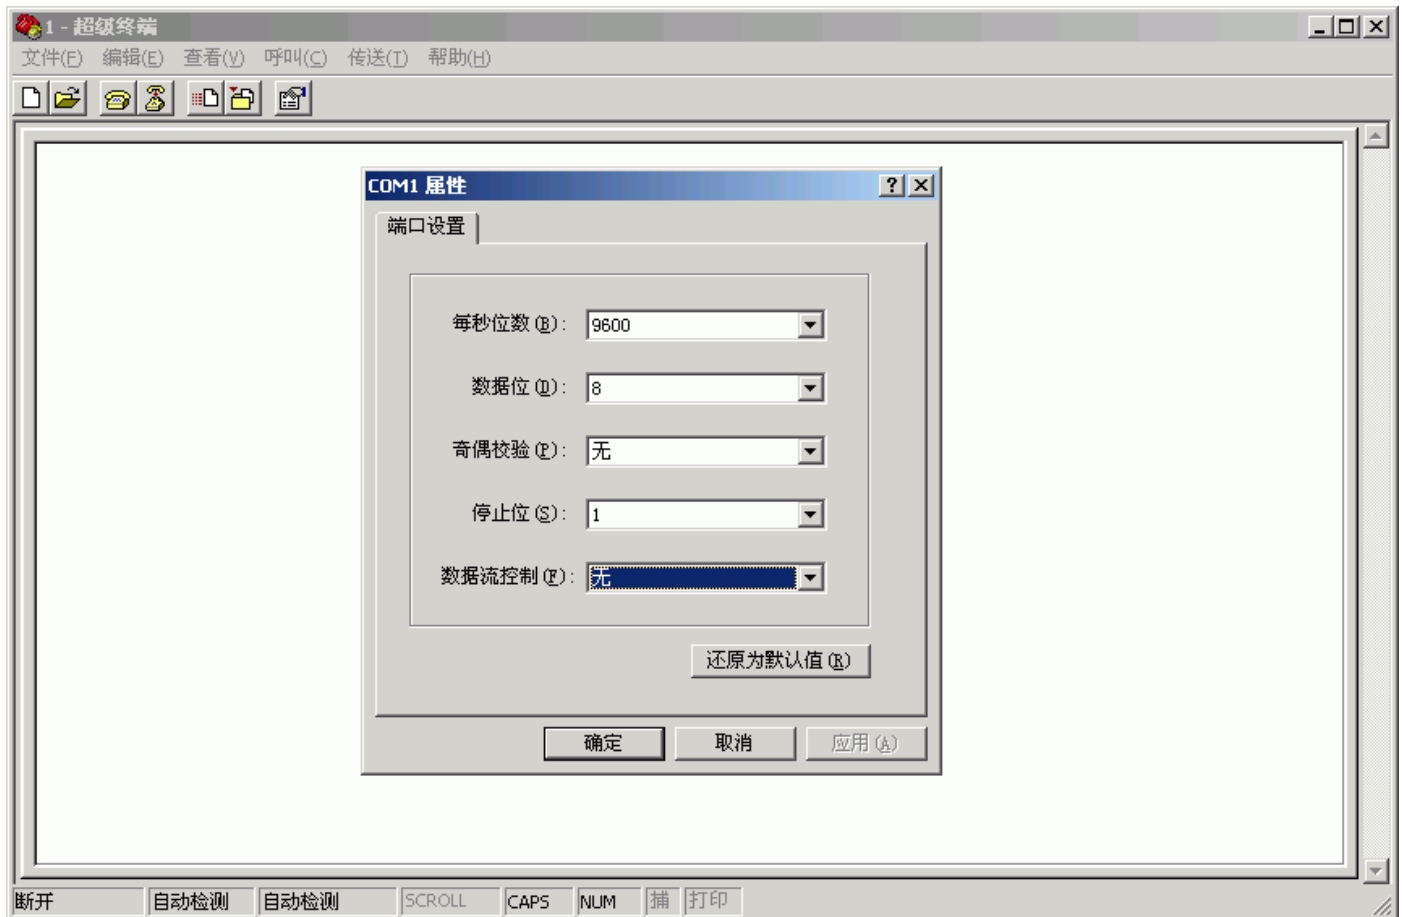 1 - 超级终端
文件(F) 编辑(E) 查看(V) 呼叫(C) 传送(T) 帮助(H)
COM1 属性
端口设置
每秒位数(B): 9600
数据位(D): 8
奇偶校验(P): 无
停止位(S): 1
数据流控制(F): 无
还原为默认值(R)
确定 取消 应用(A)
断开 自动检测 自动检测 SCROLL CAPS NUM 捕 打印